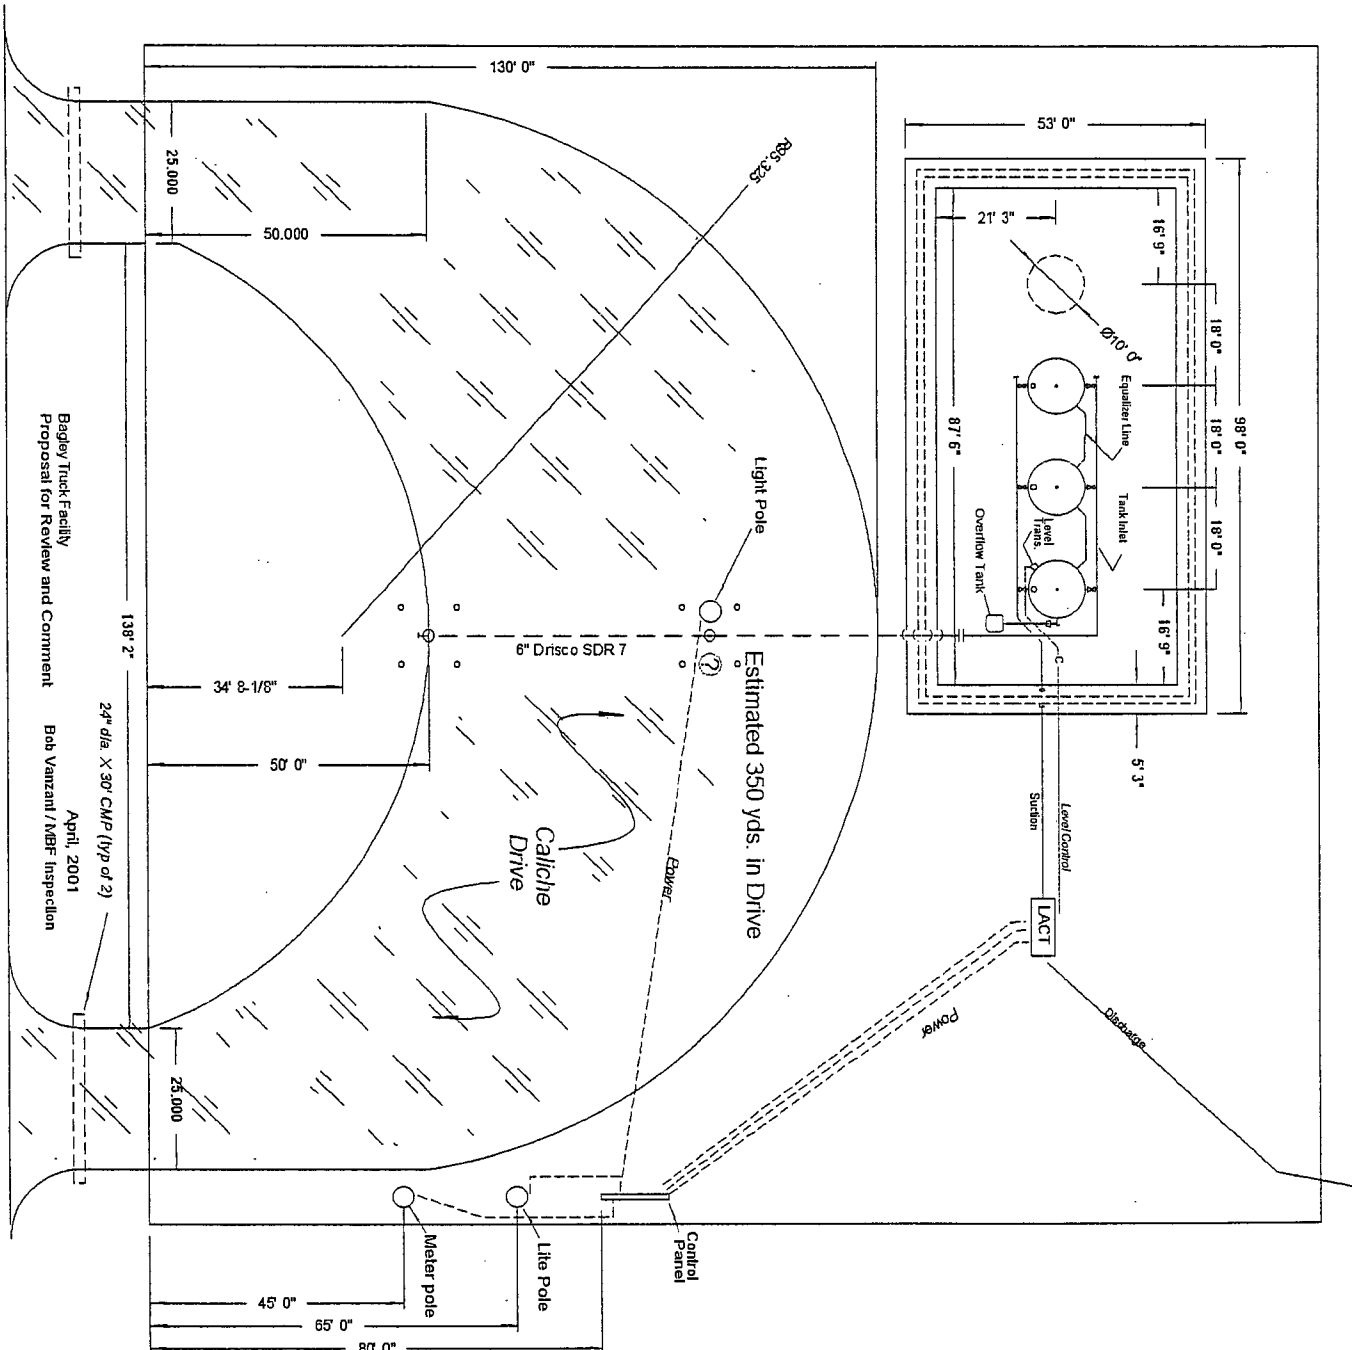 130' 0"
53' 0"
25.000
50.000
R95.325
21' 3"
16' 9"
98' 0"
18' 0"
18' 0"
18' 0"
Ø10' 0"
Equalizer Line
Tank Inlet
87' 6"
Level
Trans.
Overflow Tank
16' 9"
C
5' 3"
Light Pole
6" Drisco SDR 7
?
Estimated 350 yds. in Drive
34' 8-1/8"
50' 0"
138' 2"
Bagley Truck Facility
Proposal for Review and Comment
Bob Vanzant / MBF Inspection
April, 2001
24" dia. X 30' CMP (typ of 2)
Caliche
Drive
Power
Suction
Level Control
LACT
Power
Discharge
25.000
Control
Panel
Lite Pole
Meter pole
45' 0"
65' 0"
80' 0"